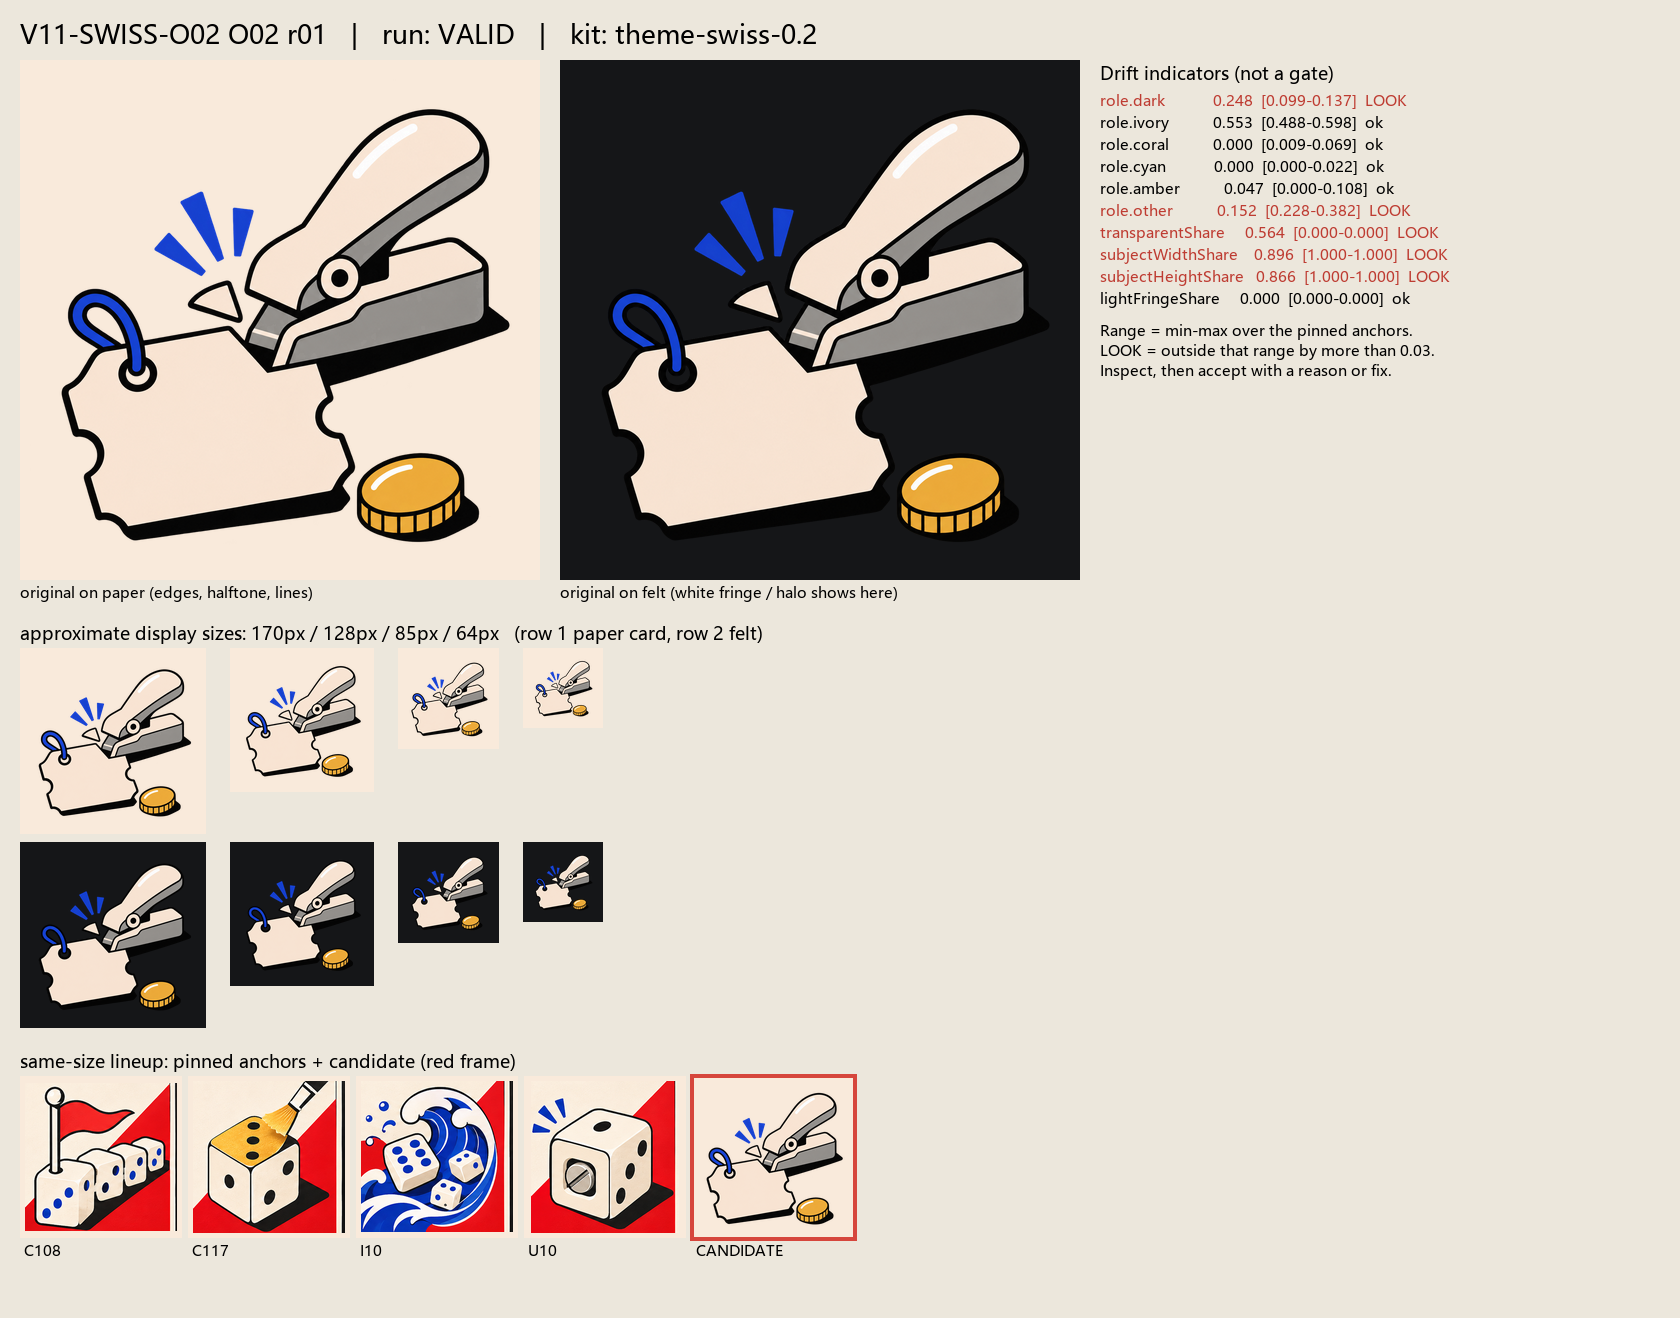 V11-SWISS-O02 O02 r01 | run: VALID | kit: theme-swiss-0.2
Drift indicators (not a gate)
role.dark 0.248 [0.099-0.137] LOOK
role.ivory 0.553 [0.488-0.598] ok
role.coral 0.000 [0.009-0.069] ok
role.cyan 0.000 [0.000-0.022] ok
role.amber 0.047 [0.000-0.108] ok
role.other 0.152 [0.228-0.382] LOOK
transparentShare 0.564 [0.000-0.000] LOOK
subjectWidthShare 0.896 [1.000-1.000] LOOK
subjectHeightShare 0.866 [1.000-1.000] LOOK
lightFringeShare 0.000 [0.000-0.000] ok
Range = min-max over the pinned anchors.
LOOK = outside that range by more than 0.03.
Inspect, then accept with a reason or fix.
original on paper (edges, halftone, lines)
original on felt (white fringe / halo shows here)
approximate display sizes: 170px / 128px / 85px / 64px (row 1 paper card, row 2 felt)
same-size lineup: pinned anchors + candidate (red frame)
C108
C117
I10
U10
CANDIDATE